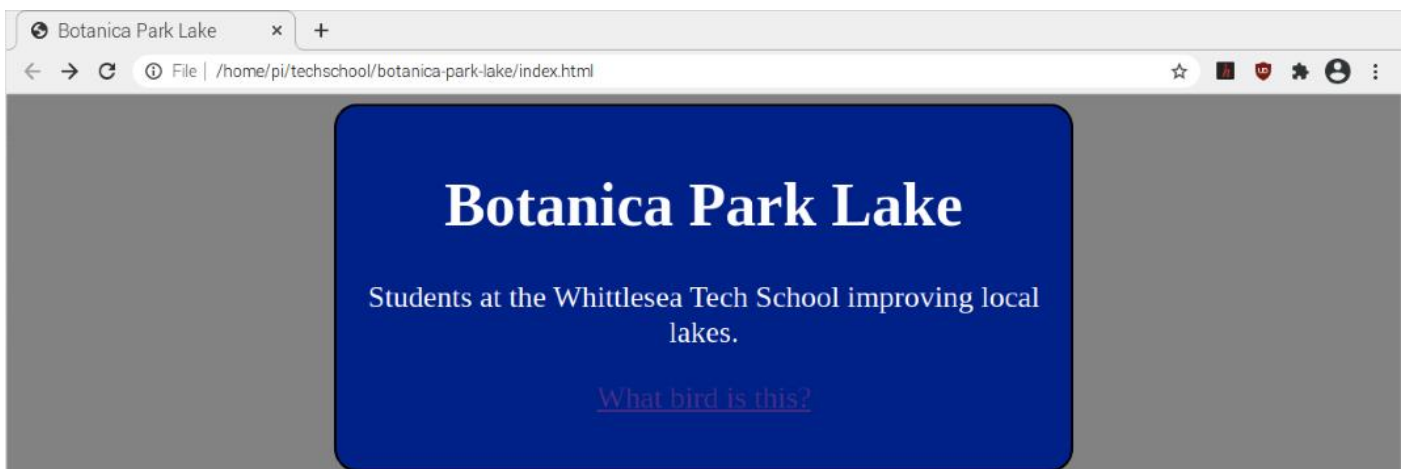 Botanica Park Lake
File | /home/pi/techschool/botanica-park-lake/index.html
Botanica Park Lake
Students at the Whittlesea Tech School improving local
lakes.
What bird is this?